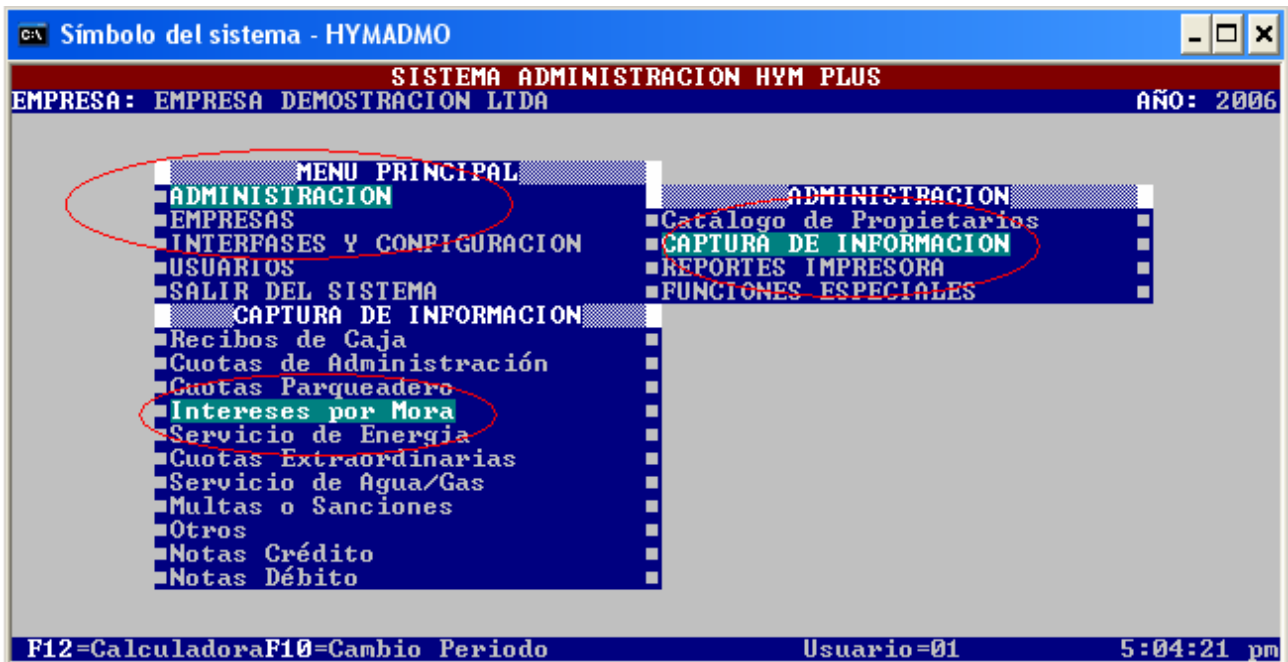 Símbolo del sistema - HYMADMO
SISTEMA ADMINISTRACION HYM PLUS
EMPRESA: EMPRESA DEMOSTRACION LTDA AÑO: 2006
MENU PRINCIPAL
ADMINISTRACION
EMPRESAS
INTERFASES Y CONFIGURACION
USUARIOS
SALIR DEL SISTEMA
ADMINISTRACION
Catálogo de Propietarios
CAPTURA DE INFORMACION
REPORTES IMPRESORA
FUNCIONES ESPECIALES
CAPTURA DE INFORMACION
Recibos de Caja
Cuotas de Administración
Cuotas Parqueadero
Intereses por Mora
Servicio de Energia
Cuotas Extraordinarias
Servicio de Agua/Gas
Multas o Sanciones
Otros
Notas Crédito
Notas Débito
F12=CalculadoraF10=Cambio Periodo Usuario=01 5:04:21 pm